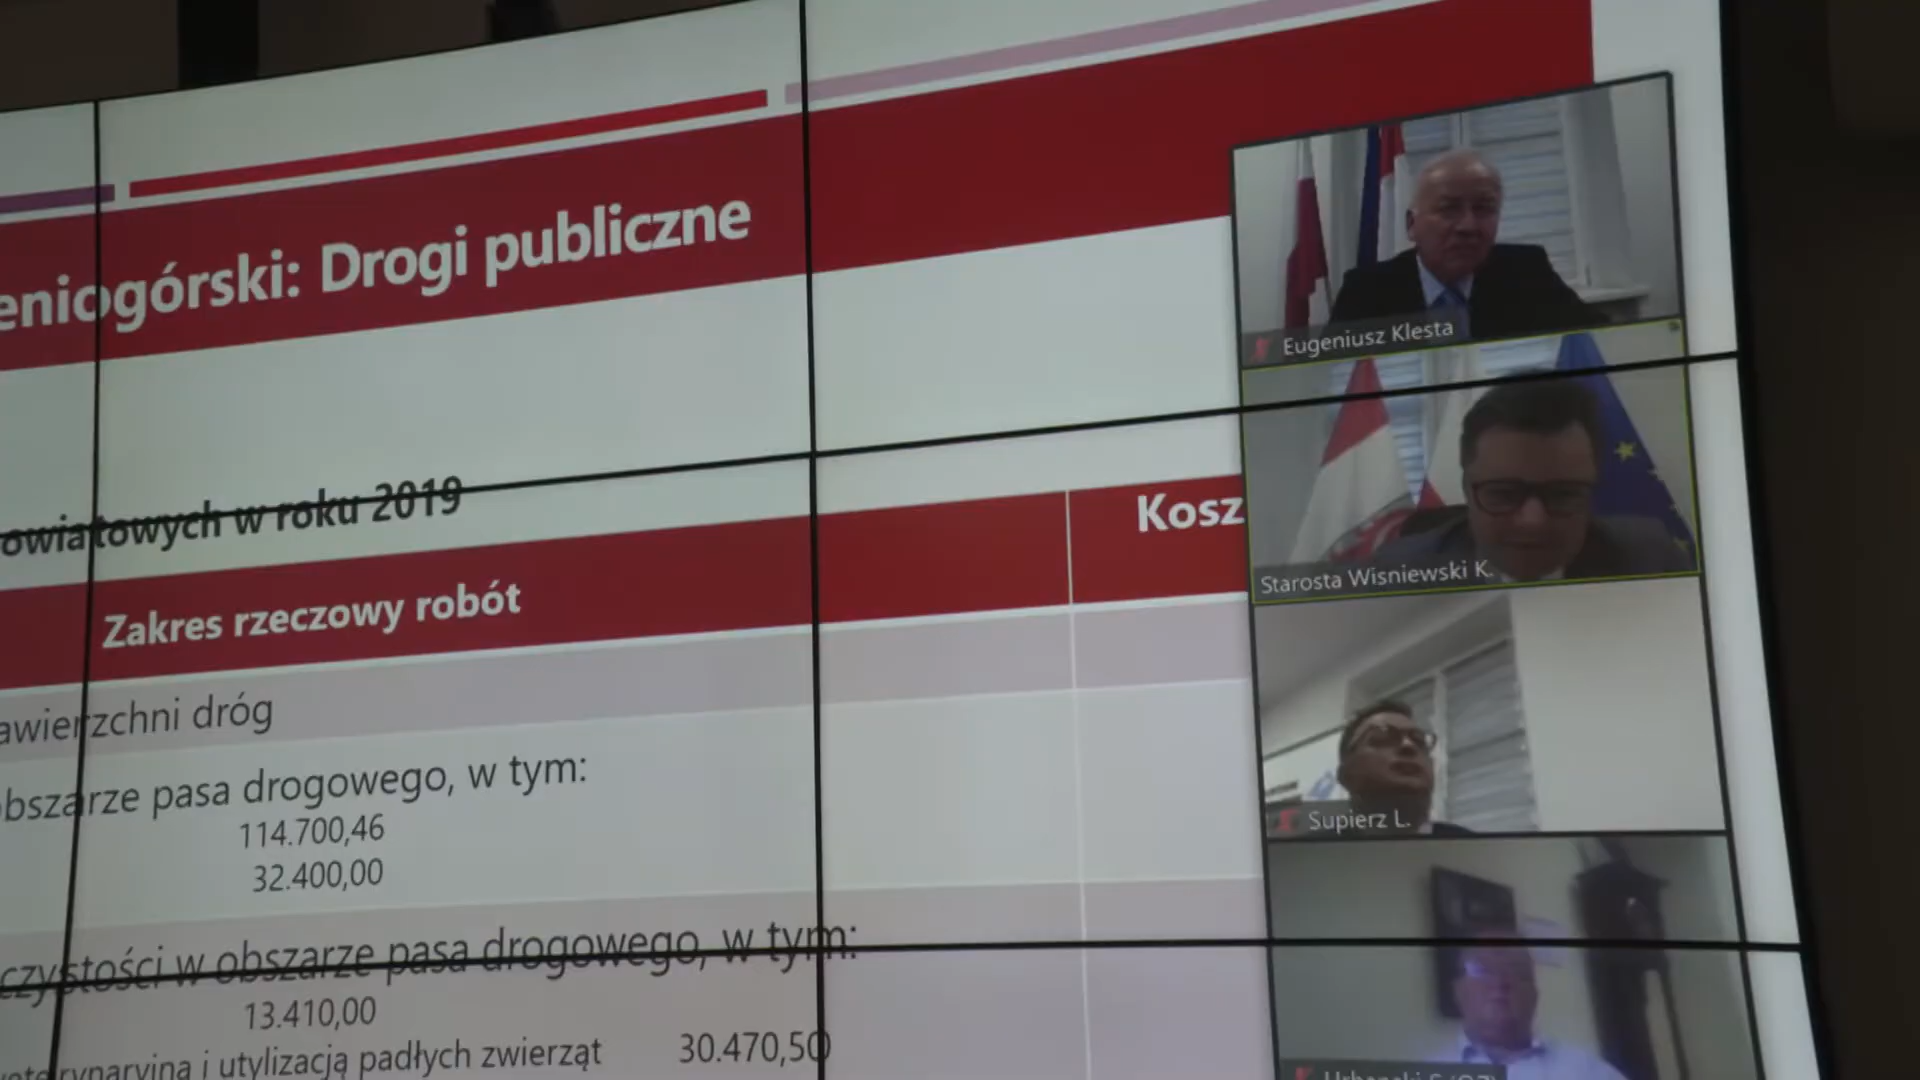 eniogórski: Drogi publiczne
owiatowych w roku 2019
Kosz
Zakres rzeczowy robót
awierzchni dróg
obszarze pasa drogowego, w tym:
114.700,46
32.400,00
czystości w obszarze pasa drogowego, w tym:
13.410,00
weterynaryjna i utylizacją padłych zwierząt 30.470,50
Eugeniusz Klesta
Starosta Wisniewski K.
Supierz L.